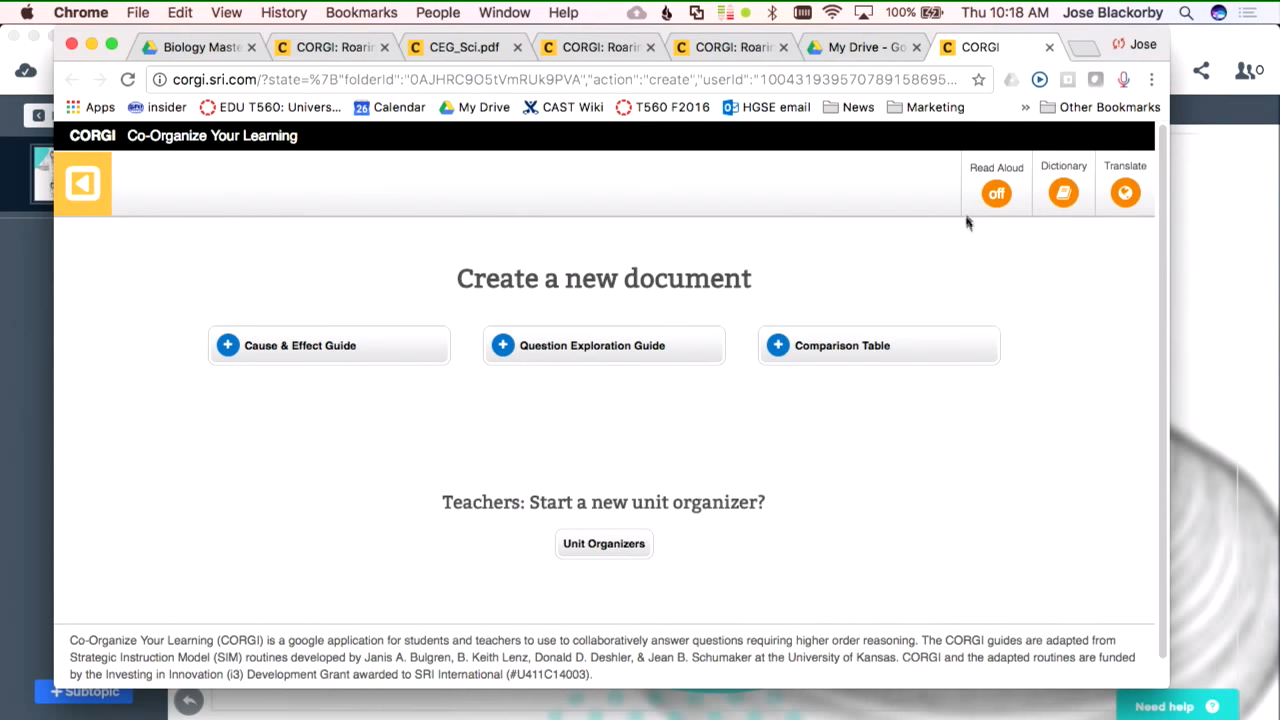 Chrome File Edit View History Bookmarks People Window Help 100% Thu 10:18 AM Jose Blackorby
Biology Maste CORGI: Roarin CEG_Sci.pdf CORGI: Roarin CORGI: Roarin My Drive - Go CORGI Jose
corgi.sri.com/?state=%7B"folderId":"0AJHRC9O5tVmRUk9PVA","action":"create","userId":"100431939570789158695...
Apps insider EDU T560: Univers... Calendar My Drive CAST Wiki T560 F2016 HGSE email News Marketing » Other Bookmarks
CORGI Co-Organize Your Learning
Read Aloud Dictionary Translate
off
Create a new document
Cause & Effect Guide Question Exploration Guide Comparison Table
Teachers: Start a new unit organizer?
Unit Organizers
Co-Organize Your Learning (CORGI) is a google application for students and teachers to use to collaboratively answer questions requiring higher order reasoning. The CORGI guides are adapted from
Strategic Instruction Model (SIM) routines developed by Janis A. Bulgren, B. Keith Lenz, Donald D. Deshler, & Jean B. Schumaker at the University of Kansas. CORGI and the adapted routines are funded
by the Investing in Innovation (i3) Development Grant awarded to SRI International (#U411C14003).
+ Subtopic
Need help ?